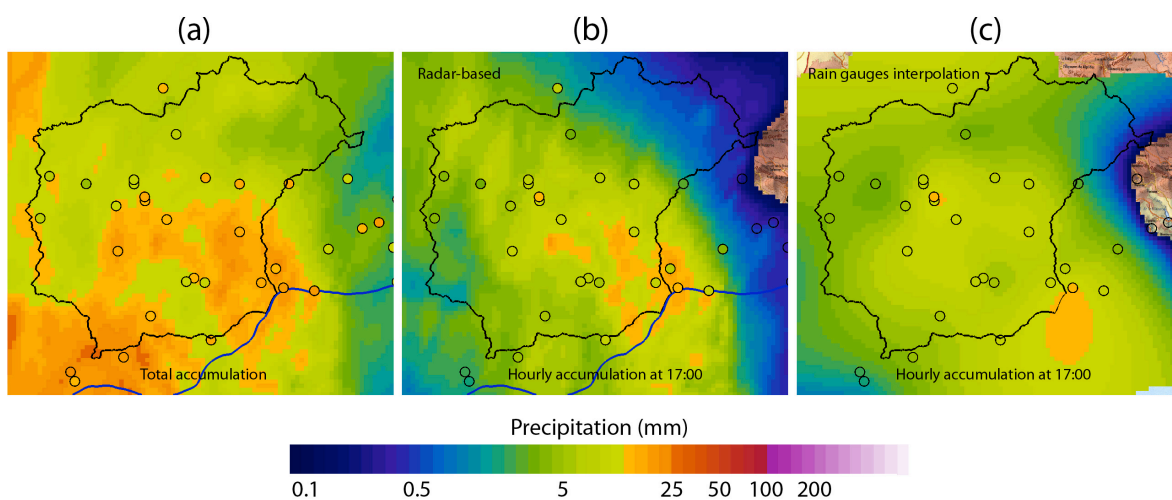 (a)
(b)
(c)
Radar-based
Rain gauges interpolation
Total accumulation
Hourly accumulation at 17:00
Hourly accumulation at 17:00
Precipitation (mm)
0.1 0.5 5 25 50 100 200